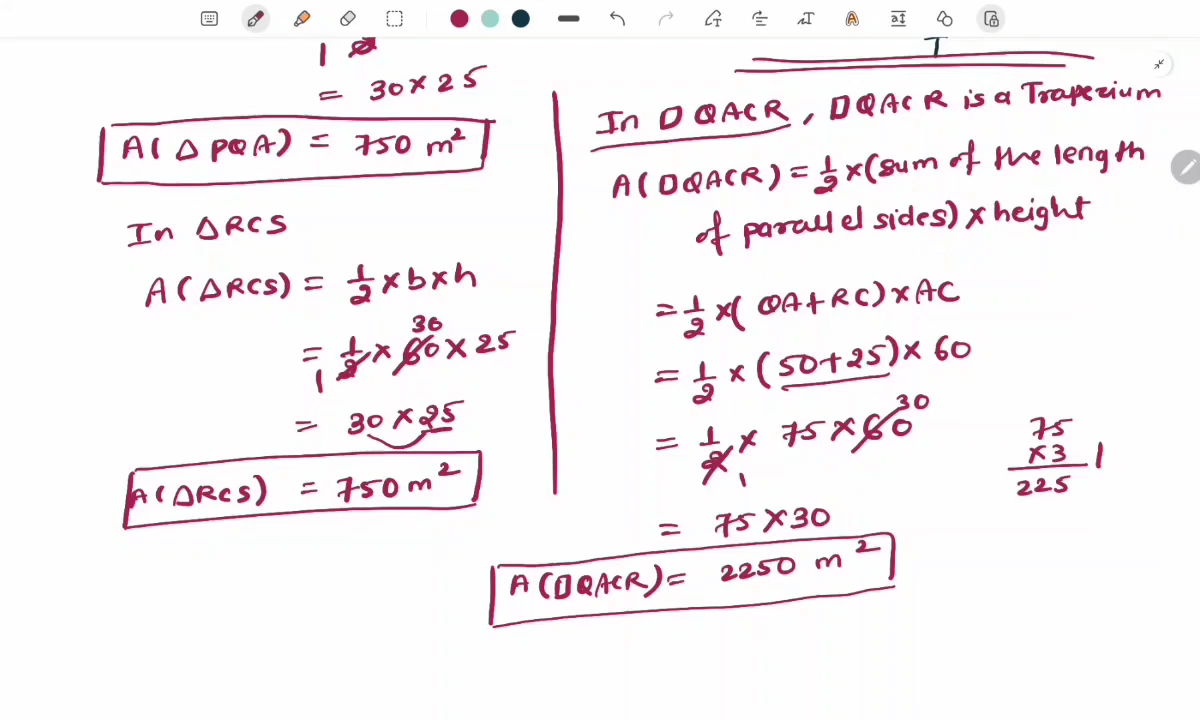 1 2
= 30 × 25
A(△ PQA) = 750 m²
In △RCS
A(△RCS) = 1/2 × b × h
30
= 1/2 × 60 × 25
1
= 30 × 25
A(△RCS) = 750 m²
T
In □ QACR, □QACR is a Trapezium
A(□QACR) = 1/2 × (sum of the length
of parallel sides) × height
= 1/2 × (QA + RC) × AC
= 1/2 × (50 + 25) × 60
30
= 1/2 × 75 × 60
1
= 75 × 30
A(□QACR) = 2250 m²
75
× 3
225